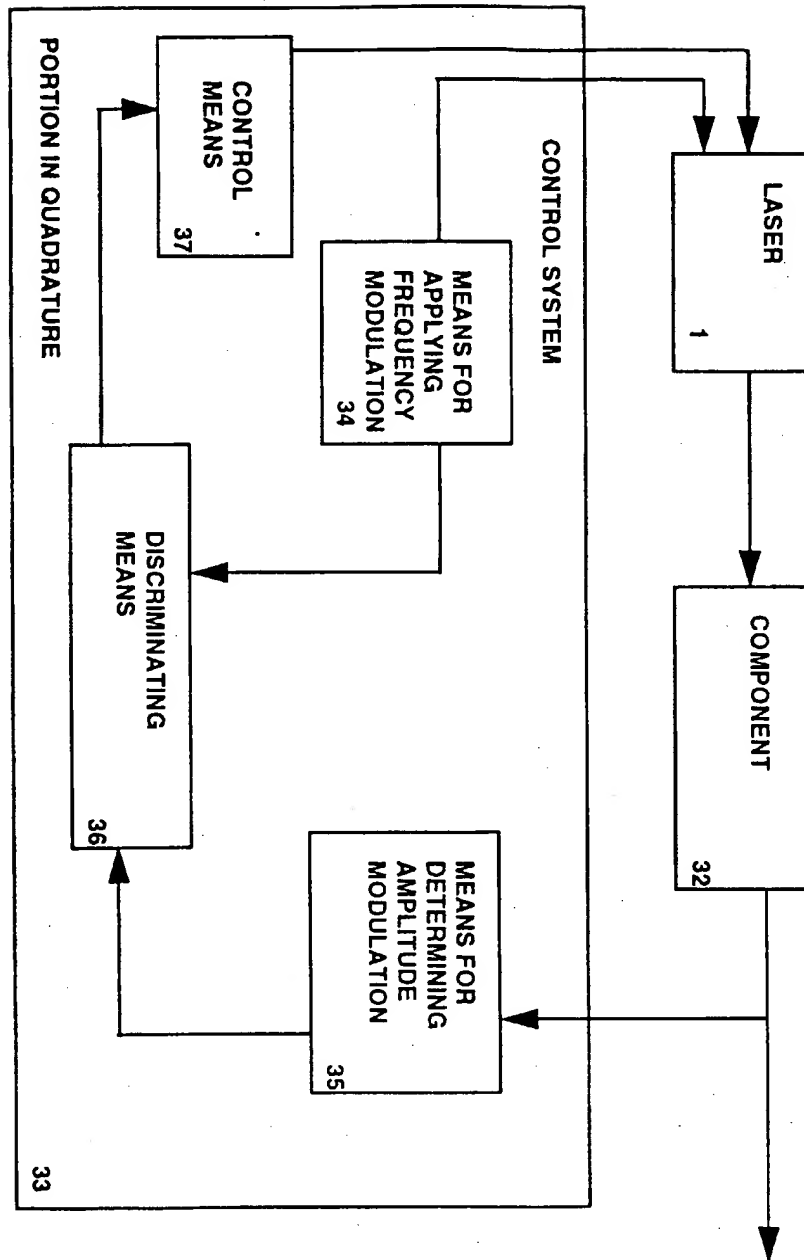 LASER
1
COMPONENT
32
CONTROL SYSTEM
MEANS FOR
APPLYING
FREQUENCY
MODULATION
34
MEANS FOR
DETERMINING
AMPLITUDE
MODULATION
35
CONTROL
MEANS
37
DISCRIMINATING
MEANS
36
PORTION IN QUADRATURE
33